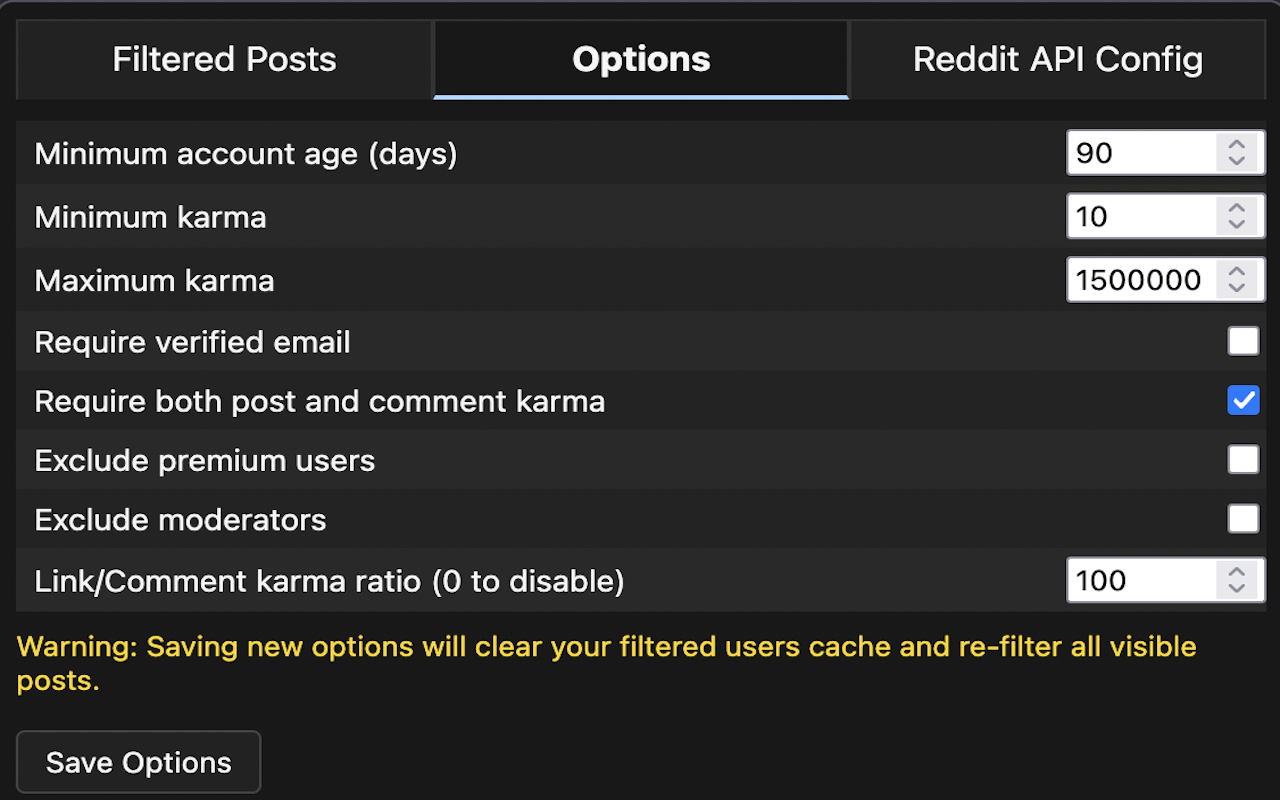 Filtered Posts Options Reddit API Config
Minimum account age (days) 90
Minimum karma 10
Maximum karma 1500000
Require verified email
Require both post and comment karma
Exclude premium users
Exclude moderators
Link/Comment karma ratio (0 to disable) 100
Warning: Saving new options will clear your filtered users cache and re-filter all visible
posts.
Save Options